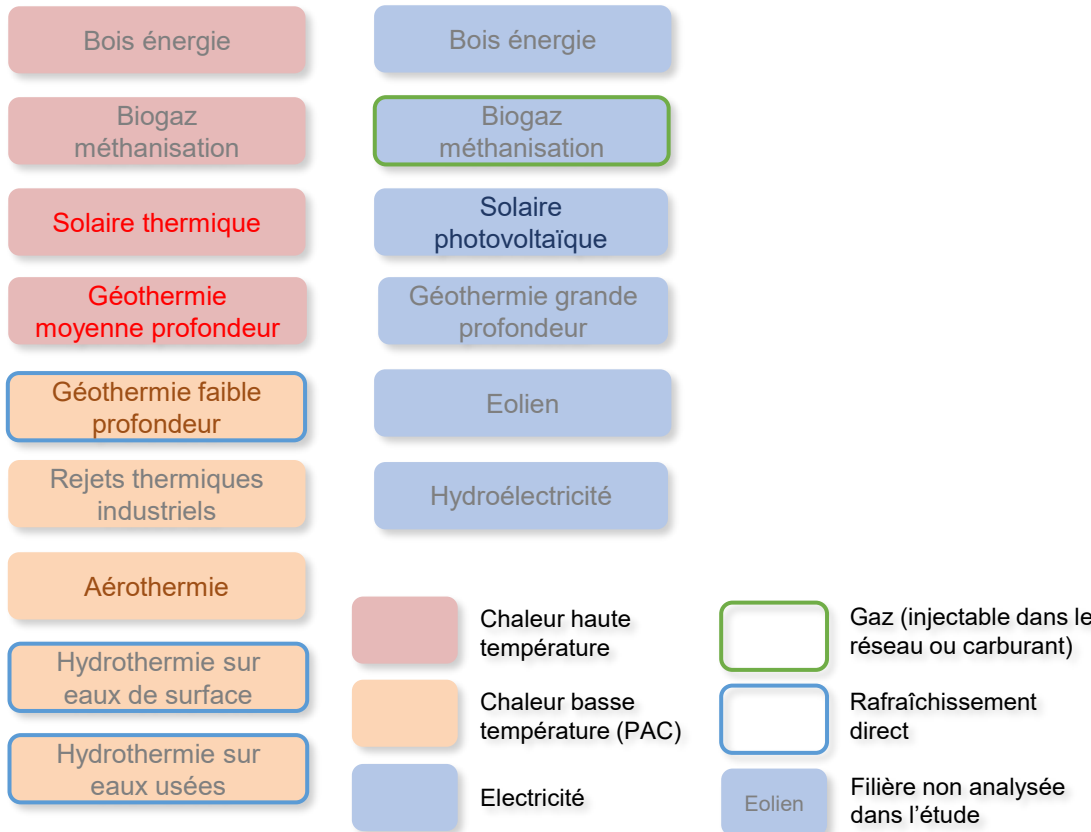 Bois énergie
Biogaz
méthanisation
Solaire thermique
Géothermie
moyenne profondeur
Géothermie faible
profondeur
Rejets thermiques
industriels
Aérothermie
Hydrothermie sur
eaux de surface
Hydrothermie sur
eaux usées
Bois énergie
Biogaz
méthanisation
Solaire
photovoltaïque
Géothermie grande
profondeur
Eolien
Hydroélectricité
Chaleur haute
température
Chaleur basse
température (PAC)
Electricité
Gaz (injectable dans le
réseau ou carburant)
Rafraîchissement
direct
Eolien
Filière non analysée
dans l'étude